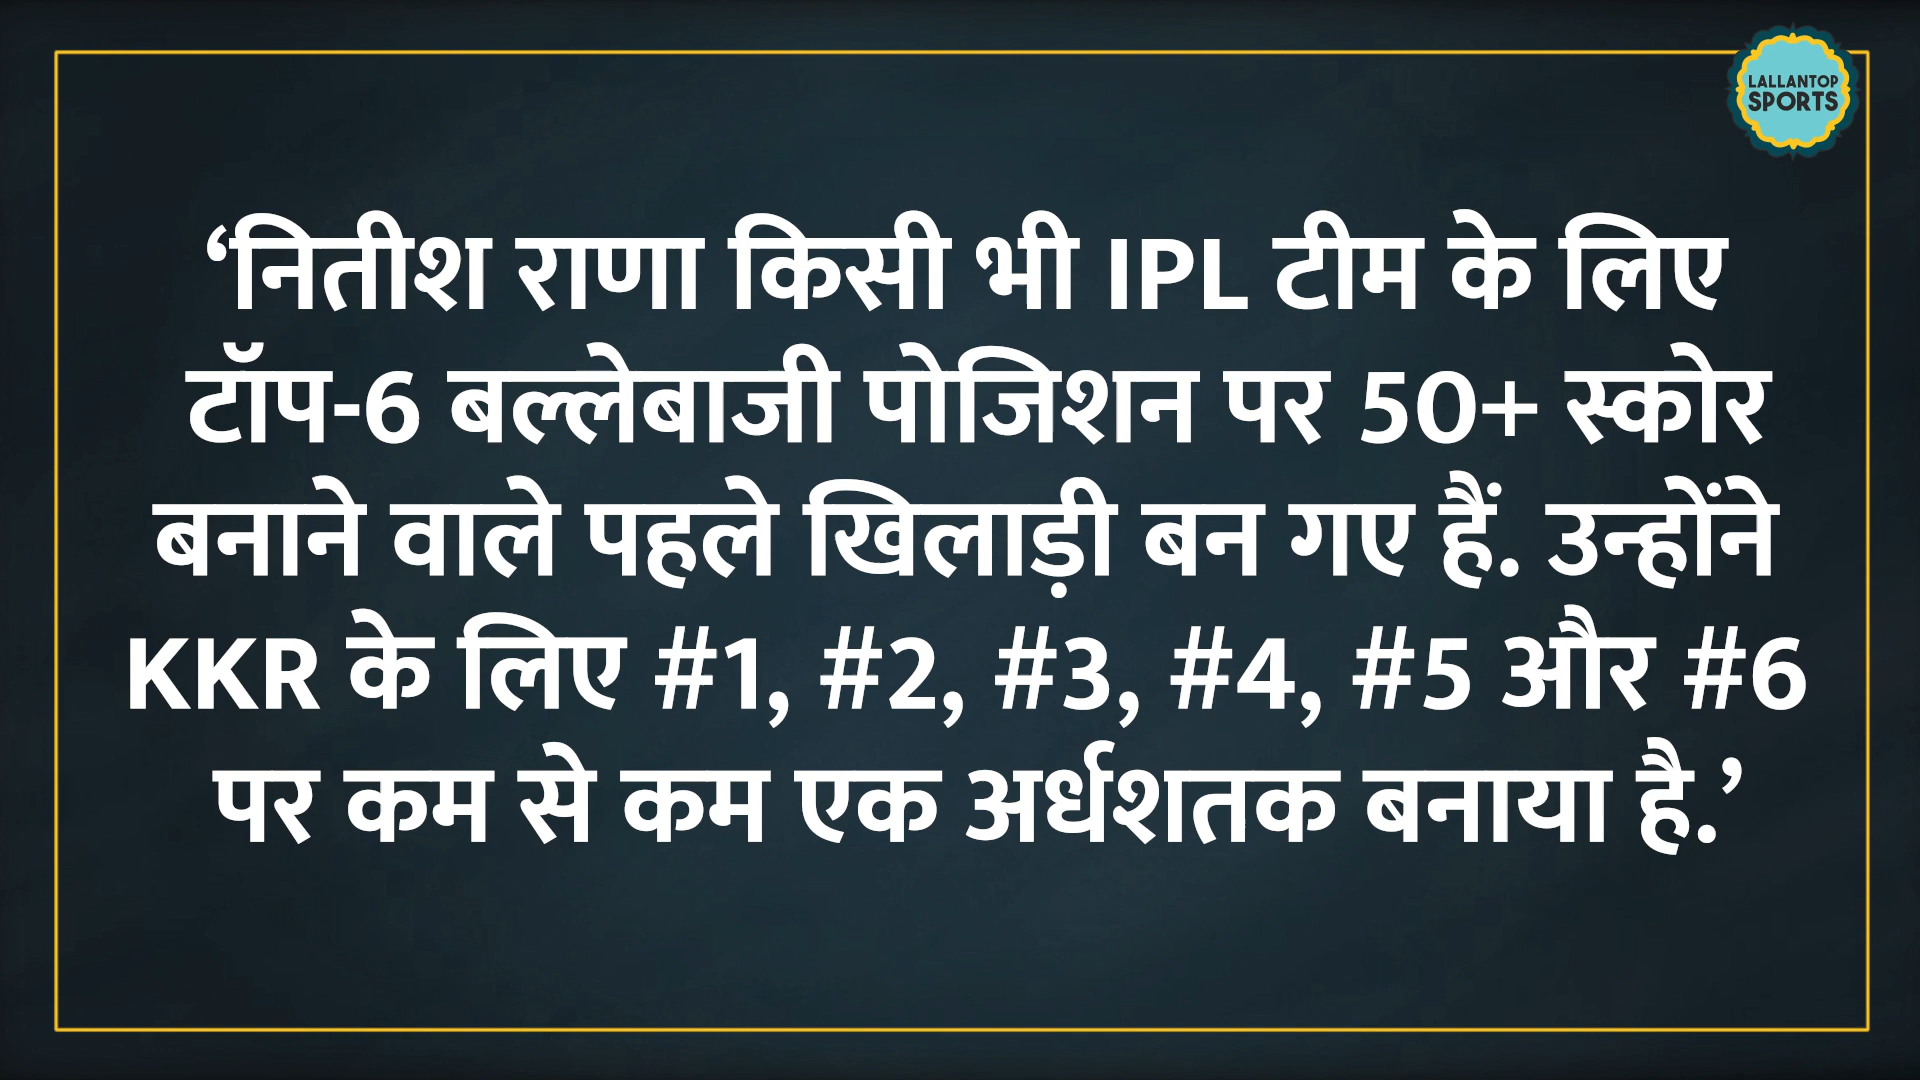 LALLANTOP
SPORTS
‘नितीश राणा किसी भी IPL टीम के लिए
टॉप-6 बल्लेबाजी पोजिशन पर 50+ स्कोर
बनाने वाले पहले खिलाड़ी बन गए हैं. उन्होंने
KKR के लिए #1, #2, #3, #4, #5 और #6
पर कम से कम एक अर्धशतक बनाया है.’